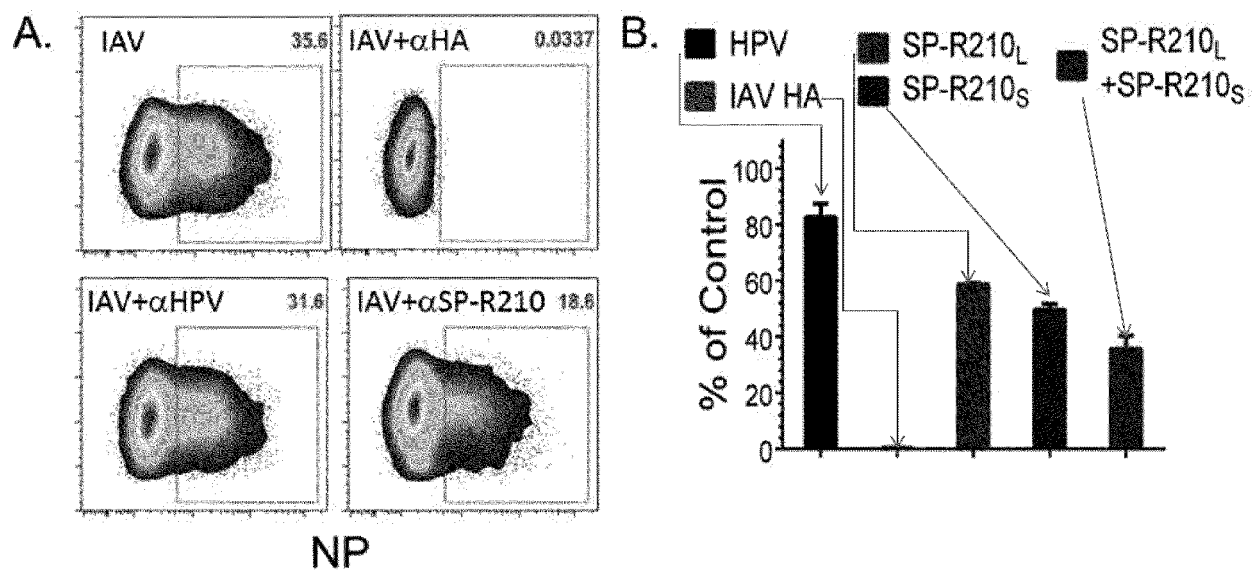 A.
IAV 35.6
IAV+αHA 0.0337
IAV+αHPV 31.6
IAV+αSP-R210 18.6
NP
B.
HPV
IAV HA
SP-R210L
SP-R210S
SP-R210L
+SP-R210S
% of Control
100
80
60
40
20
0